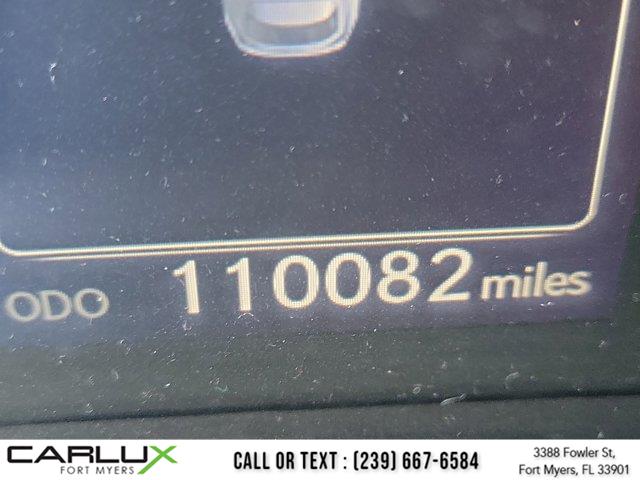 ODO 110082 miles
CARLUX
FORT MYERS
CALL OR TEXT : (239) 667-6584
3388 Fowler St,
Fort Myers, FL 33901